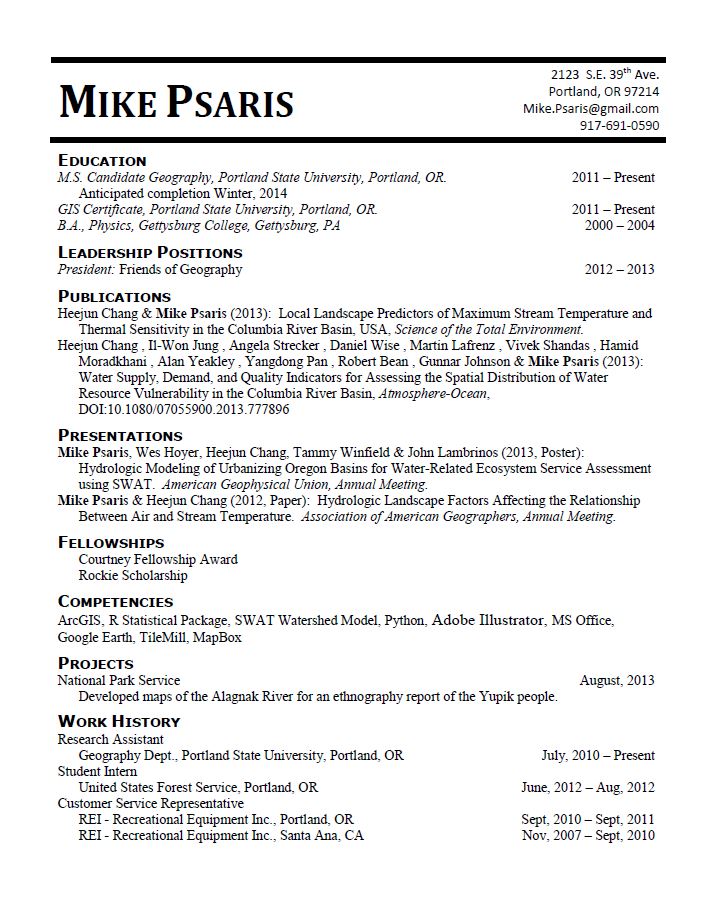 MIKE PSARIS
2123 S.E. 39th Ave.
Portland, OR 97214
Mike.Psaris@gmail.com
917-691-0590
EDUCATION
M.S. Candidate Geography, Portland State University, Portland, OR. 2011 – Present
Anticipated completion Winter, 2014
GIS Certificate, Portland State University, Portland, OR. 2011 – Present
B.A., Physics, Gettysburg College, Gettysburg, PA 2000 – 2004
LEADERSHIP POSITIONS
President: Friends of Geography 2012 – 2013
PUBLICATIONS
Heejun Chang & Mike Psaris (2013): Local Landscape Predictors of Maximum Stream Temperature and
Thermal Sensitivity in the Columbia River Basin, USA, Science of the Total Environment.
Heejun Chang , Il-Won Jung , Angela Strecker , Daniel Wise , Martin Lafrenz , Vivek Shandas , Hamid
Moradkhani , Alan Yeakley , Yangdong Pan , Robert Bean , Gunnar Johnson & Mike Psaris (2013):
Water Supply, Demand, and Quality Indicators for Assessing the Spatial Distribution of Water
Resource Vulnerability in the Columbia River Basin, Atmosphere-Ocean,
DOI:10.1080/07055900.2013.777896
PRESENTATIONS
Mike Psaris, Wes Hoyer, Heejun Chang, Tammy Winfield & John Lambrinos (2013, Poster):
Hydrologic Modeling of Urbanizing Oregon Basins for Water-Related Ecosystem Service Assessment
using SWAT. American Geophysical Union, Annual Meeting.
Mike Psaris & Heejun Chang (2012, Paper): Hydrologic Landscape Factors Affecting the Relationship
Between Air and Stream Temperature. Association of American Geographers, Annual Meeting.
FELLOWSHIPS
Courtney Fellowship Award
Rockie Scholarship
COMPETENCIES
ArcGIS, R Statistical Package, SWAT Watershed Model, Python, Adobe Illustrator, MS Office,
Google Earth, TileMill, MapBox
PROJECTS
National Park Service August, 2013
Developed maps of the Alagnak River for an ethnography report of the Yupik people.
WORK HISTORY
Research Assistant
Geography Dept., Portland State University, Portland, OR July, 2010 – Present
Student Intern
United States Forest Service, Portland, OR June, 2012 – Aug, 2012
Customer Service Representative
REI - Recreational Equipment Inc., Portland, OR Sept, 2010 – Sept, 2011
REI - Recreational Equipment Inc., Santa Ana, CA Nov, 2007 – Sept, 2010